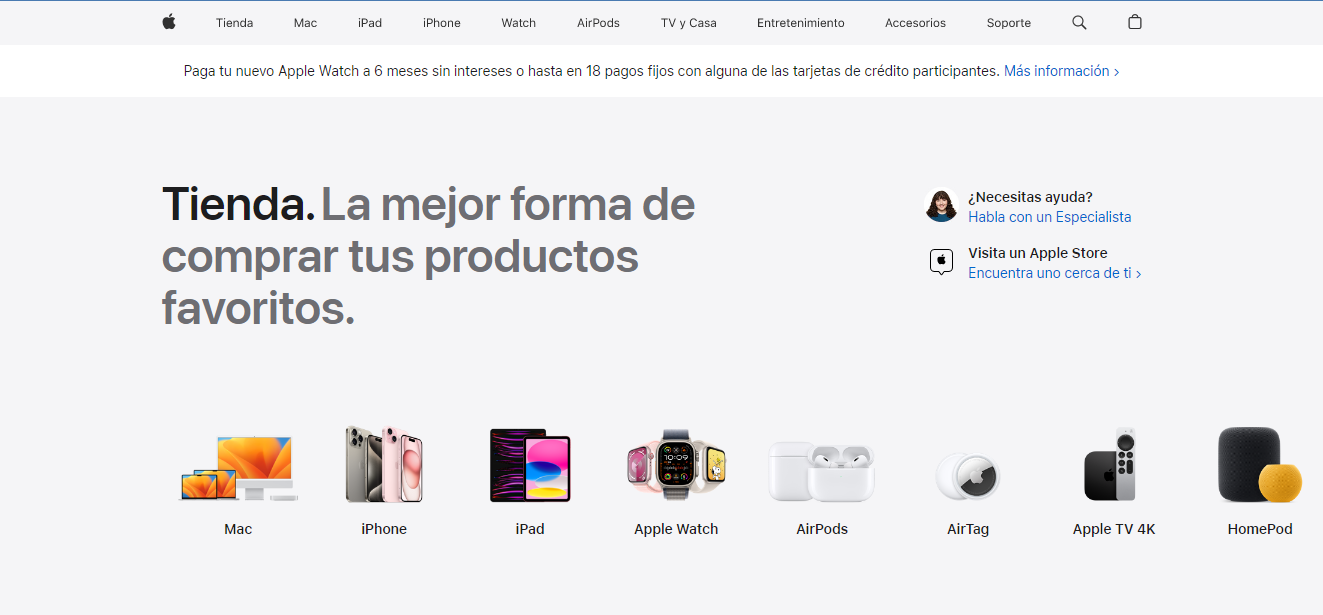 Tienda Mac iPad iPhone Watch AirPods TV y Casa Entretenimiento Accesorios Soporte
Paga tu nuevo Apple Watch a 6 meses sin intereses o hasta en 18 pagos fijos con alguna de las tarjetas de crédito participantes. Más información >
Tienda. La mejor forma de
comprar tus productos
favoritos.
¿Necesitas ayuda?
Habla con un Especialista
Visita un Apple Store
Encuentra uno cerca de ti >
10:09
Mac iPhone iPad Apple Watch AirPods AirTag Apple TV 4K HomePod